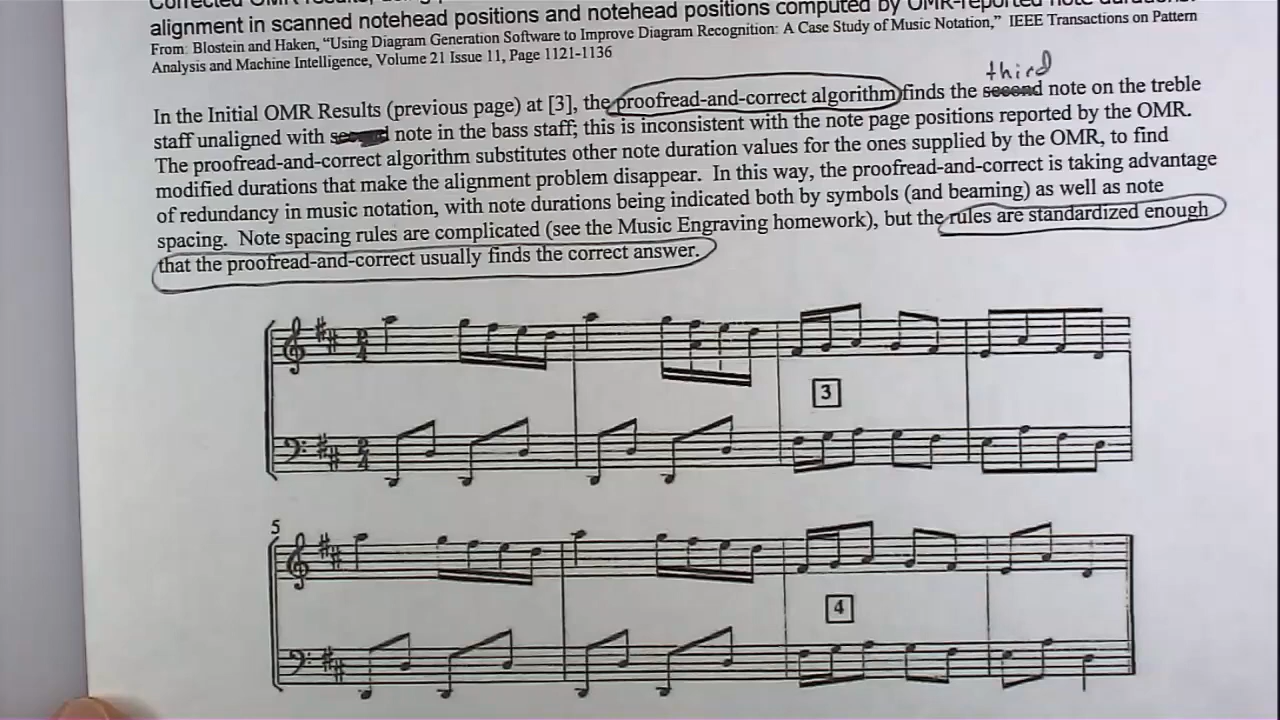 Corrected OMR results, using p
alignment in scanned notehead positions and notehead positions computed by OMR-reported note durations.
From: Blostein and Haken, “Using Diagram Generation Software to Improve Diagram Recognition: A Case Study of Music Notation,” IEEE Transactions on Pattern
Analysis and Machine Intelligence, Volume 21 Issue 11, Page 1121-1136
third
In the Initial OMR Results (previous page) at [3], the proofread-and-correct algorithm finds the second note on the treble
staff unaligned with second note in the bass staff; this is inconsistent with the note page positions reported by the OMR.
The proofread-and-correct algorithm substitutes other note duration values for the ones supplied by the OMR, to find
modified durations that make the alignment problem disappear. In this way, the proofread-and-correct is taking advantage
of redundancy in music notation, with note durations being indicated both by symbols (and beaming) as well as note
spacing. Note spacing rules are complicated (see the Music Engraving homework), but the rules are standardized enough
that the proofread-and-correct usually finds the correct answer.
2
4
3
2
4
5
4